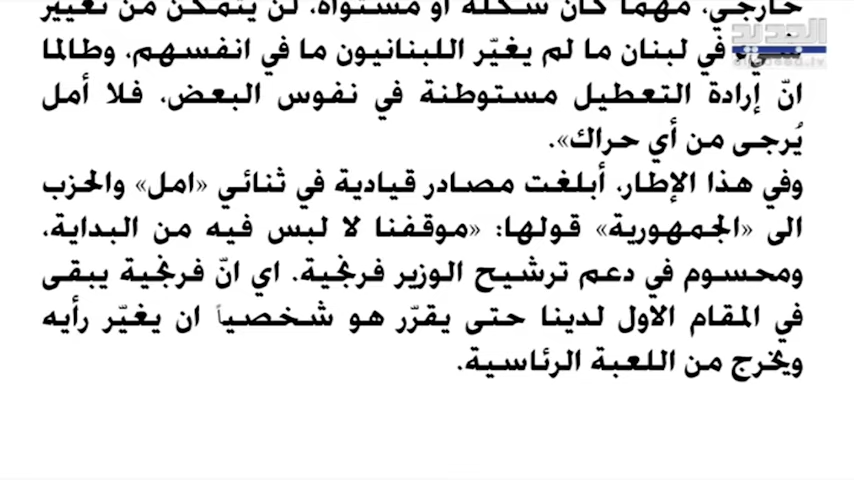 خارجي، مهما كان شكله او مستواه، لن يتمكن من تغيير
شيء في لبنان ما لم يغيّر اللبنانيون ما في انفسهم، وطالما
انّ إرادة التعطيل مستوطنة في نفوس البعض، فلا أمل
يُرجى من أي حراك».
وفي هذا الإطار، أبلغت مصادر قيادية في ثنائي «امل» والحزب
الى «الجمهورية» قولها: «موقفنا لا لبس فيه من البداية،
ومحسوم في دعم ترشيح الوزير فرنجية. اي انّ فرنجية يبقى
في المقام الاول لدينا حتى يقرّر هو شخصياً ان يغيّر رأيه
ويخرج من اللعبة الرئاسية.
الجديد
aljadeed.tv